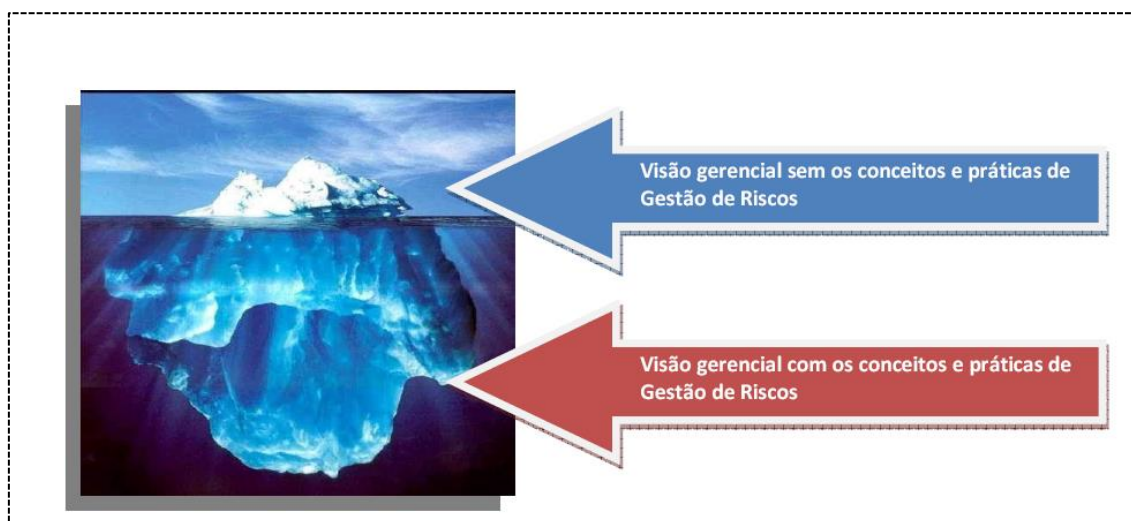 Visão gerencial sem os conceitos e práticas de
Gestão de Riscos
Visão gerencial com os conceitos e práticas de
Gestão de Riscos